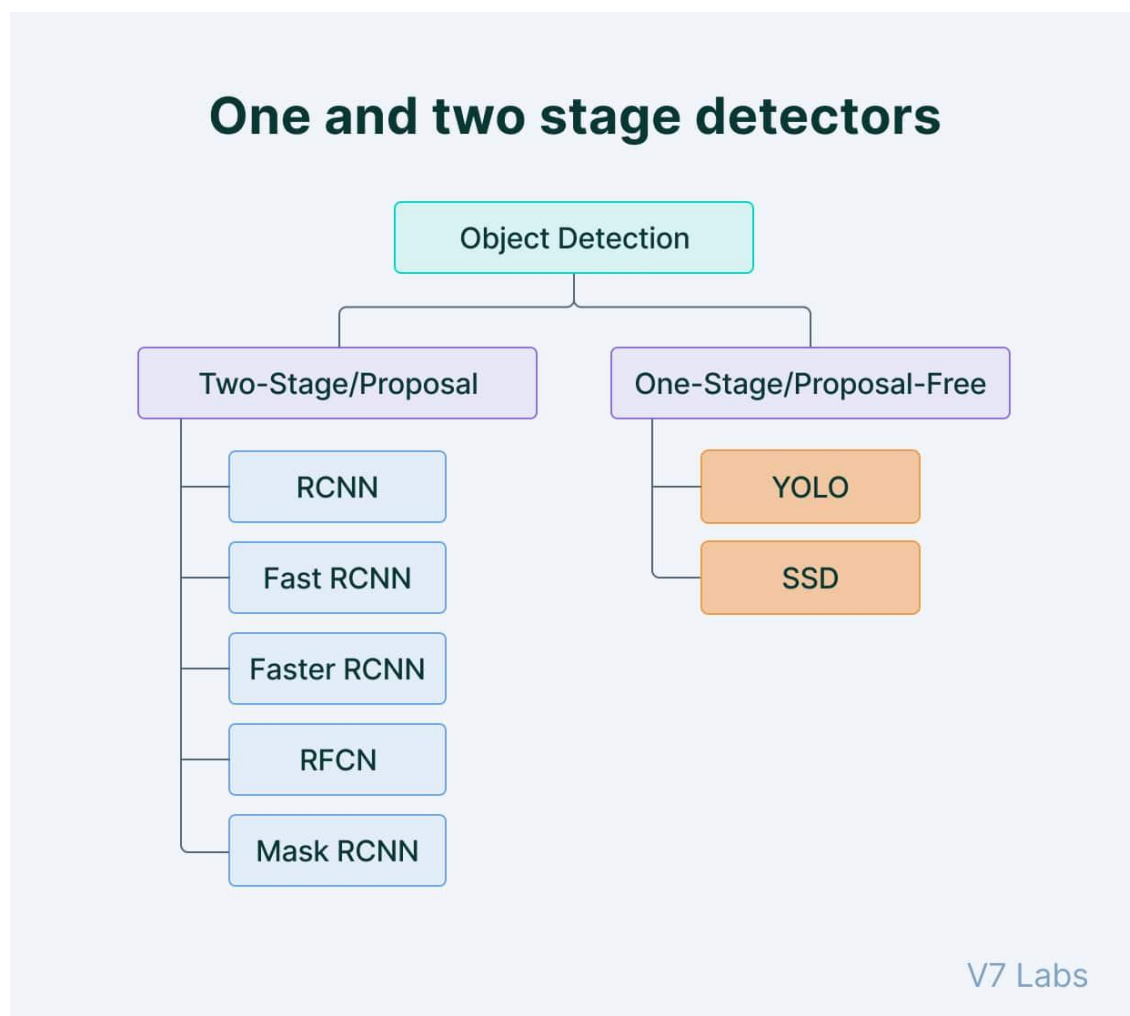 One and two stage detectors
Object Detection
Two-Stage/Proposal
One-Stage/Proposal-Free
RCNN
Fast RCNN
Faster RCNN
RFCN
Mask RCNN
YOLO
SSD
V7 Labs